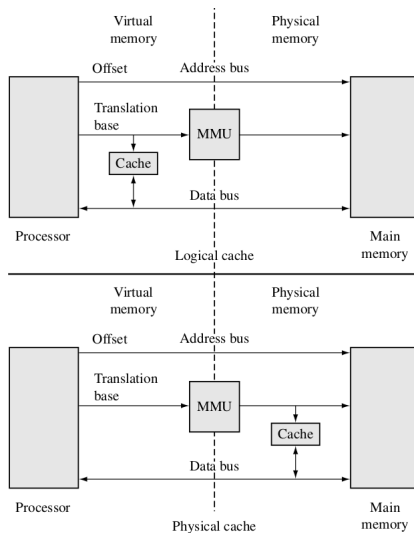 Virtual
memory
Physical
memory
Offset
Address bus
Translation
base
MMU
Cache
Data bus
Processor
Main
memory
Logical cache
Virtual
memory
Physical
memory
Offset
Address bus
Translation
base
MMU
Cache
Data bus
Processor
Main
memory
Physical cache